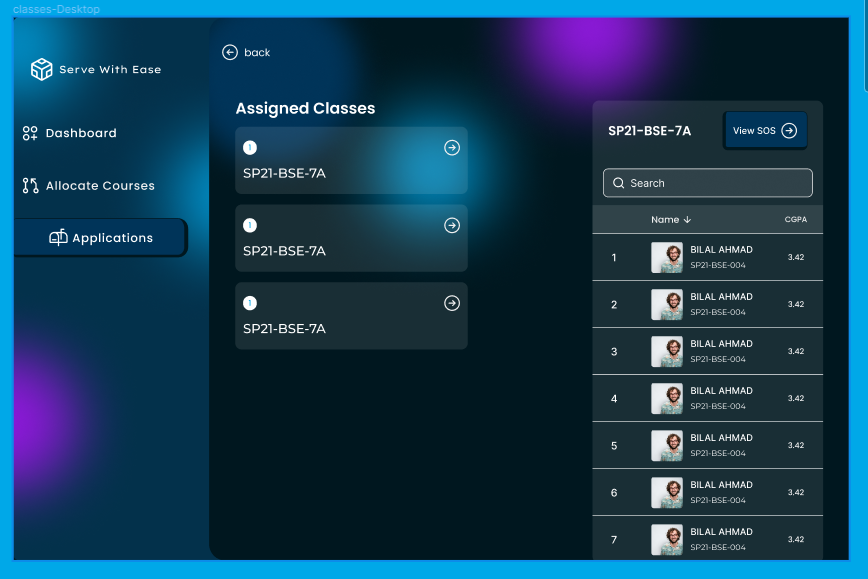 classes-Desktop
Serve With Ease
Dashboard
Allocate Courses
Applications
back
Assigned Classes
1
SP21-BSE-7A
1
SP21-BSE-7A
1
SP21-BSE-7A
SP21-BSE-7A
View SOS
Search
Name CGPA
1 BILAL AHMAD 3.42
SP21-BSE-004
2 BILAL AHMAD 3.42
SP21-BSE-004
3 BILAL AHMAD 3.42
SP21-BSE-004
4 BILAL AHMAD 3.42
SP21-BSE-004
5 BILAL AHMAD 3.42
SP21-BSE-004
6 BILAL AHMAD 3.42
SP21-BSE-004
7 BILAL AHMAD 3.42
SP21-BSE-004